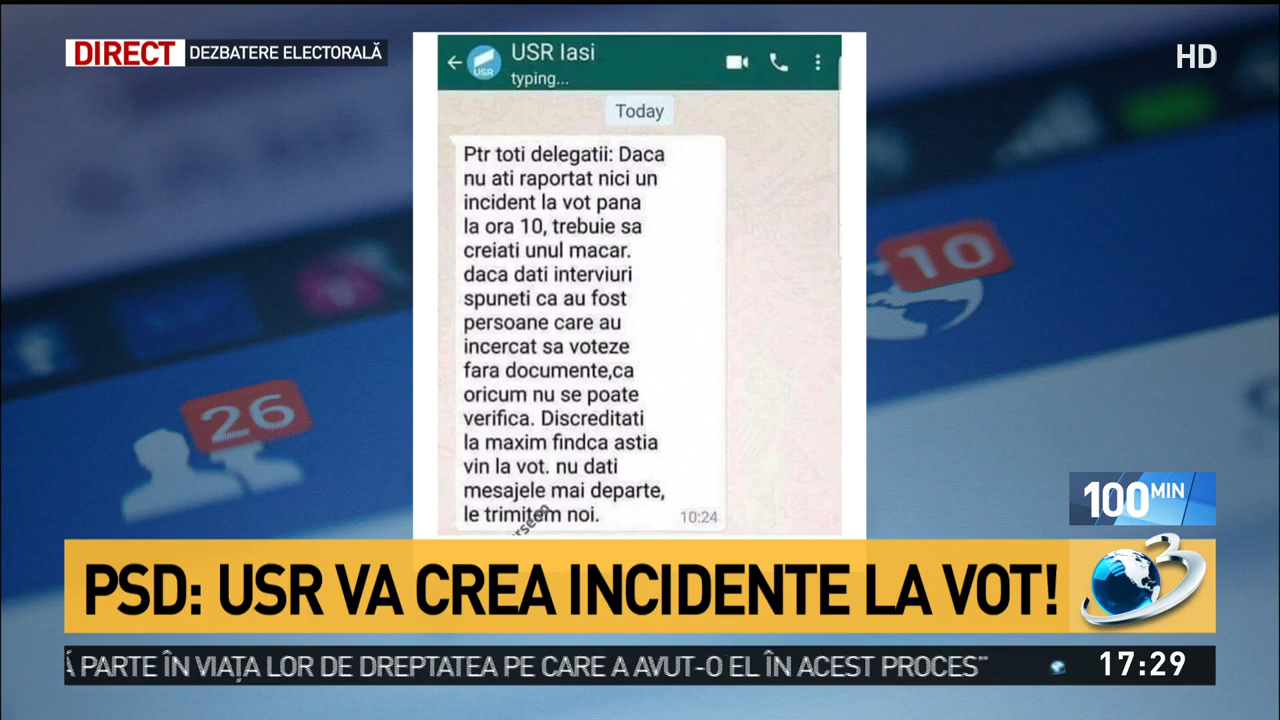 DIRECT DEZBATERE ELECTORALĂ
HD
USR
USR Iasi
typing...
Today
Ptr toti delegatii: Daca
nu ati raportat nici un
incident la vot pana
la ora 10, trebuie sa
creiati unul macar.
daca dati interviuri
spuneti ca au fost
persoane care au
incercat sa voteze
fara documente,ca
oricum nu se poate
verifica. Discreditati
la maxim findca astia
vin la vot. nu dati
mesajele mai departe,
le trimitem noi.
10:24
26
10
100 MIN
PSD: USR VA CREA INCIDENTE LA VOT!
3
Ă PARTE ÎN VIAȚA LOR DE DREPTATEA PE CARE A AVUT-O EL ÎN ACEST PROCES"
17:29